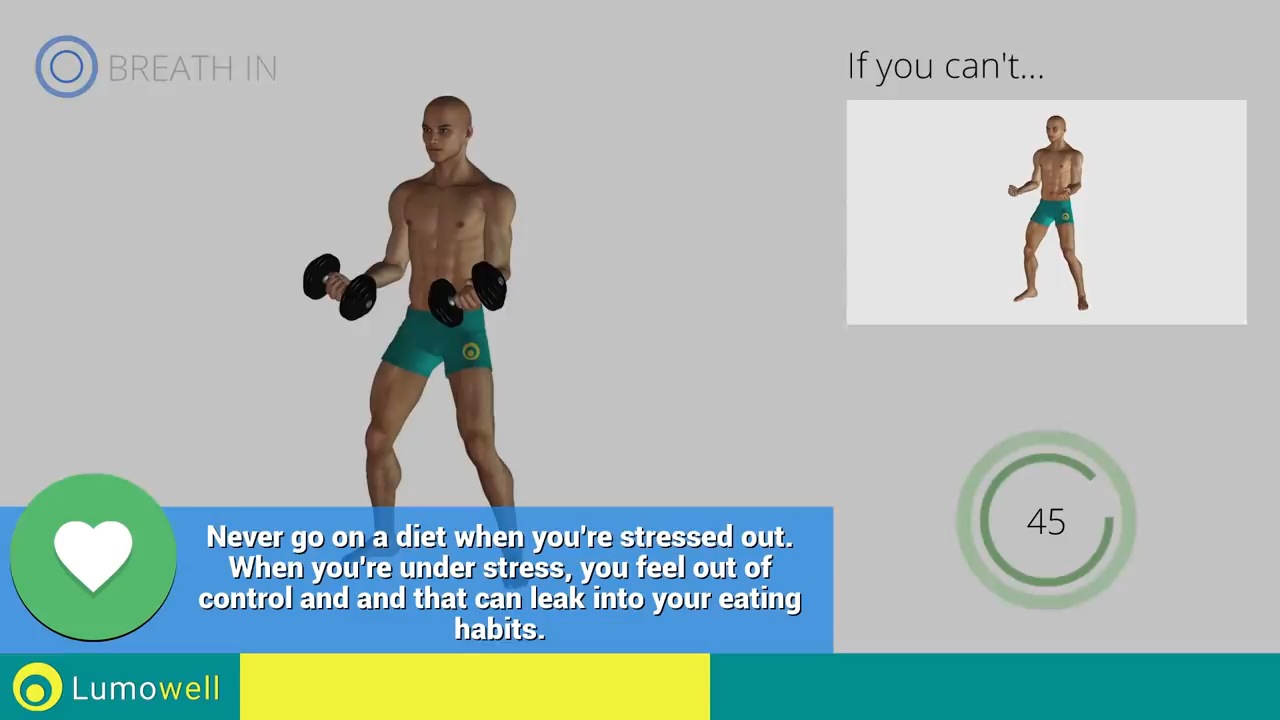 BREATH IN
If you can't...
45
Never go on a diet when you're stressed out.
When you're under stress, you feel out of
control and and that can leak into your eating
habits.
Lumowell